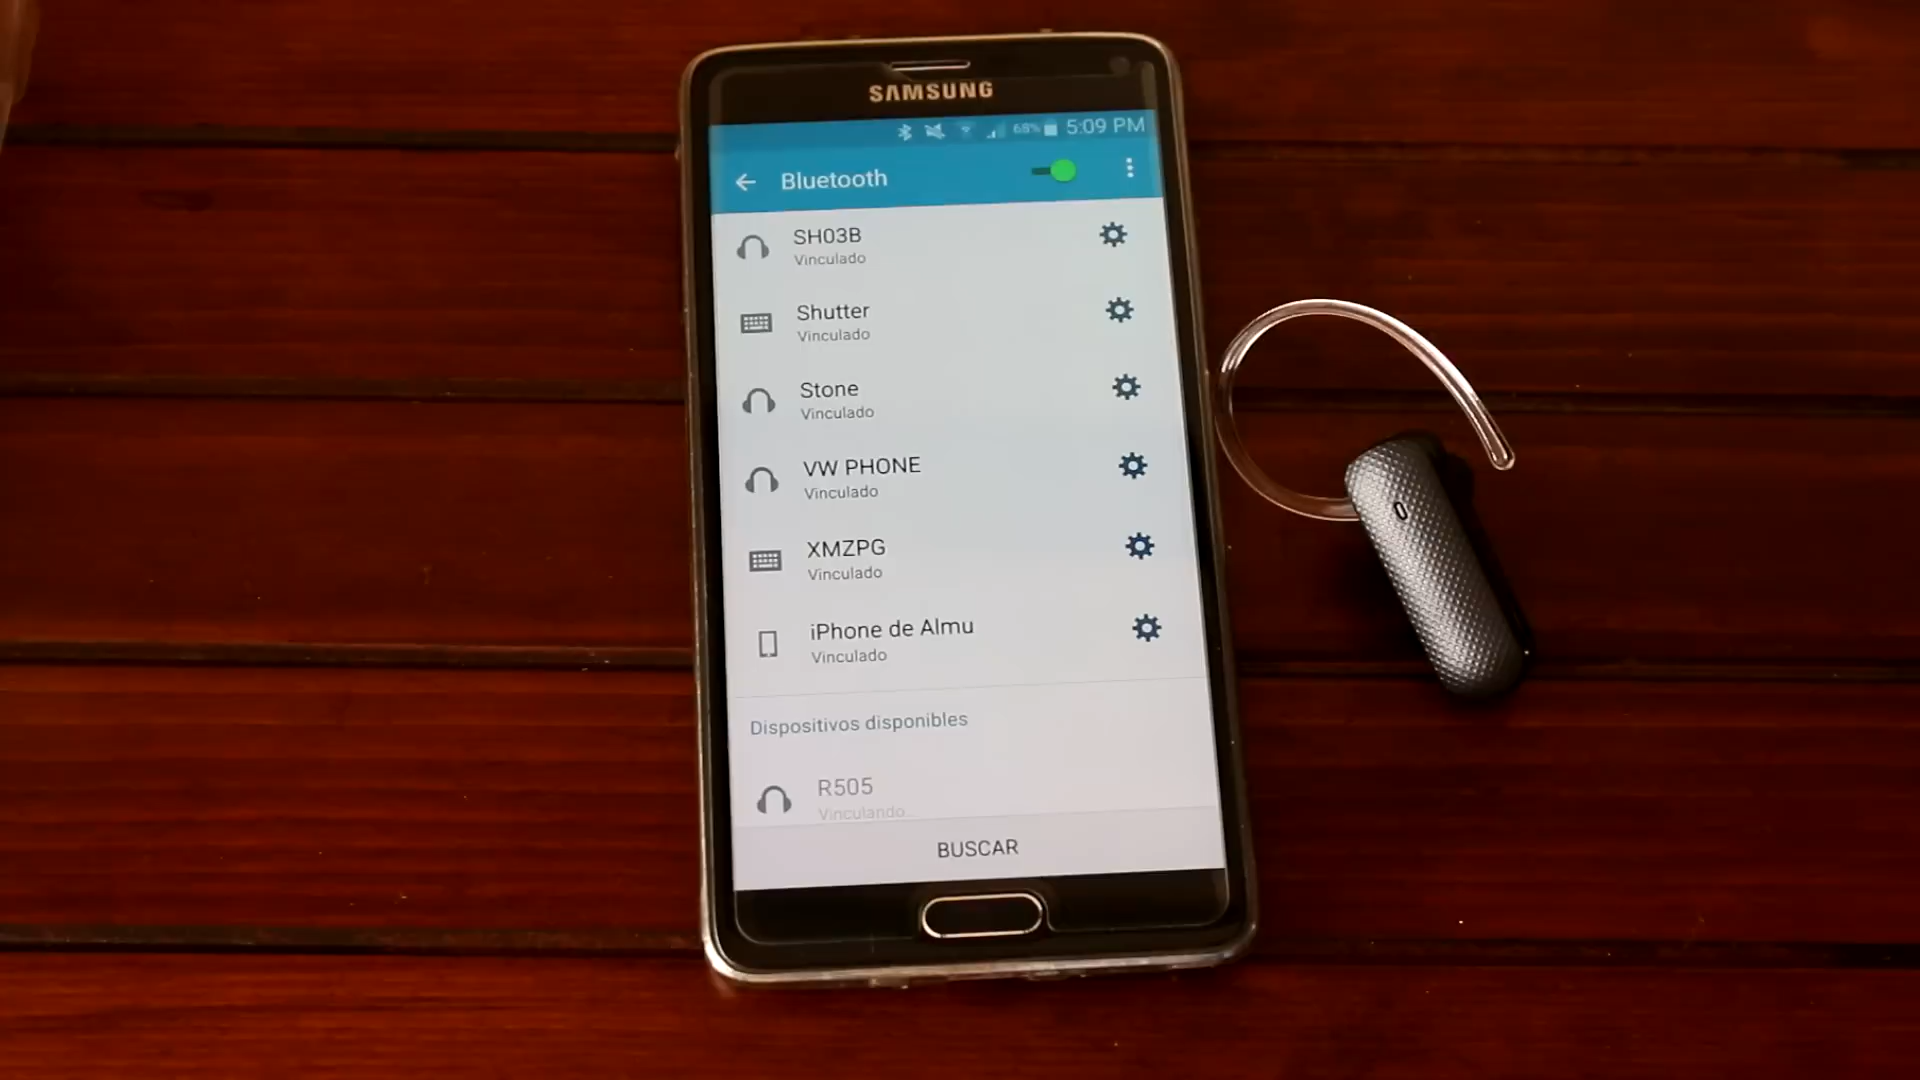 SAMSUNG
68% 5:09 PM
Bluetooth
SH03B
Vinculado
Shutter
Vinculado
Stone
Vinculado
VW PHONE
Vinculado
XMZPG
Vinculado
iPhone de Almu
Vinculado
Dispositivos disponibles
R505
Vinculando...
BUSCAR